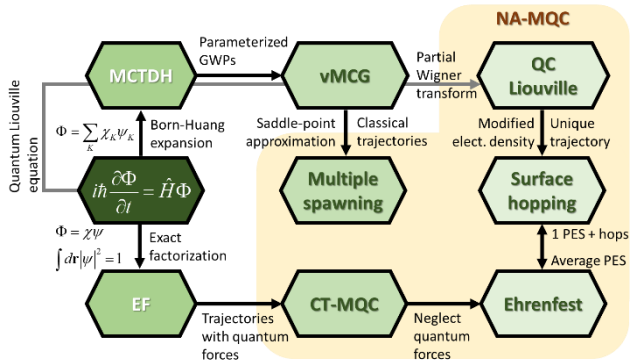 NA-MQC
Parameterized
GWPs
Partial
Wigner
transform
MCTDH
vMCG
QC
Liouville
Quantum Liouville
equation
Φ = ∑_K χ_K ψ_K
Born-Huang
expansion
Saddle-point
approximation
Classical
trajectories
Modified
elect. density
Unique
trajectory
iħ ∂Φ/∂t = ĤΦ
Multiple
spawning
Surface
hopping
Φ = χψ
∫dr|ψ|² = 1
Exact
factorization
1 PES + hops
Average PES
EF
CT-MQC
Ehrenfest
Trajectories
with quantum
forces
Neglect
quantum
forces